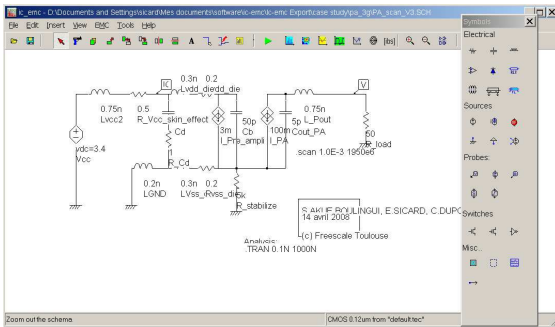 ic_emc - D:\Documents and Settings\sicard\Mes documents\software\ic-emc\ic-emc Export\case study\pa_3g\PA_scan_V3.SCH
File Edit Insert View EMC Tools Help
Symbols
Electrical
Sources
Probes:
Switches
Misc..
IC
V
0.3n 0.2
Lvdd_die
0.75n
Lvcc2
0.5
R_Vcc_skin_effect
Cd
1
R_Cd
vdc=3.4
Vcc
3m
I_Pre_ampli
50p
Cb
100m
I_PA
5p
Cout_PA
0.75n
L_Pout
50
R_load
.scan 1.0E-3 1950e6
0.2n
LGND
0.3n 0.2
5k
R_stabilize
S.AKUE BOULINGUI, E.SICARD, C.DUPO
14 avril 2008
(c) Freescale Toulouse
Analysis:
.TRAN 0.1N 1000N
Zoom out the schema
CMOS 0.12um from "default.tec"